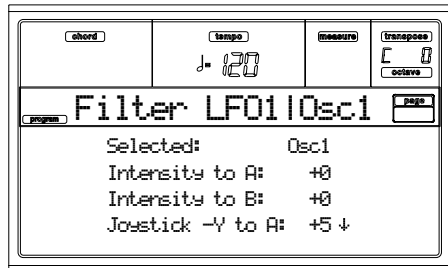 chord tempo measure transpose
♩= 120 C 0
octave
program Filter LFO1|Osc1 page
Selected: Osc1
Intensity to A: +0
Intensity to B: +0
Joystick -Y to A: +5 ↓